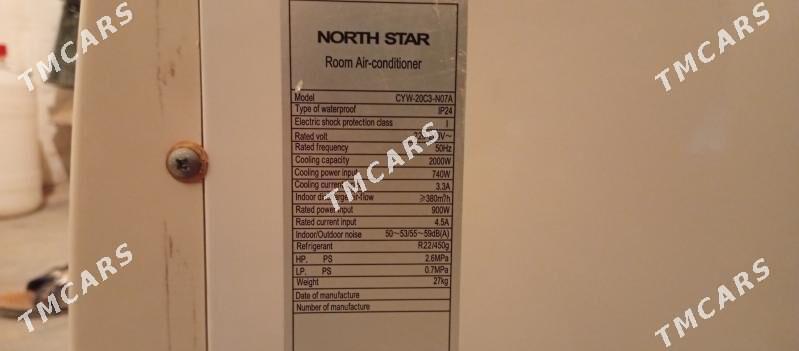 NORTH STAR
Room Air-conditioner
Model CYW-20C3-N07A
Type of waterproof IP24
Electric shock protection class I
Rated volt V~
Rated frequency 50Hz
Cooling capacity 2000W
Cooling power input 740W
Cooling current 3.3A
Indoor ≥380m³/h
Rated power input 900W
Rated current input 4.5A
Indoor/Outdoor noise 50~53/55~59dB(A)
Refrigerant R22/450g
HP. PS 2.6MPa
LP. PS 0.7MPa
Weight 27kg
Date of manufacture
Number of manufacture
TMCARS
TMCARS
TMCARS
TMCARS
TMCARS